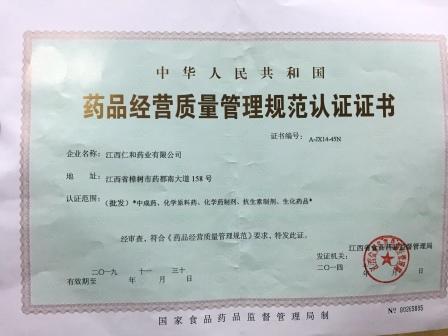 中华人民共和国
药品经营质量管理规范认证证书
证书编号: A-JX14-45N
企业名称: 江西仁和药业有限公司
地 址: 江西省樟树市药都南大道 158 号
认证范围: (批发) *中成药、化学原料药、化学药制剂、抗生素制剂、生化药品*
经审查,符合《药品经营质量管理规范》要求,特发此证。
发证机关: 江西省食品药品监督管理局
二〇一九 十一 三十 二〇一四
有效期至 年 月 日
国家食品药品监督管理局制